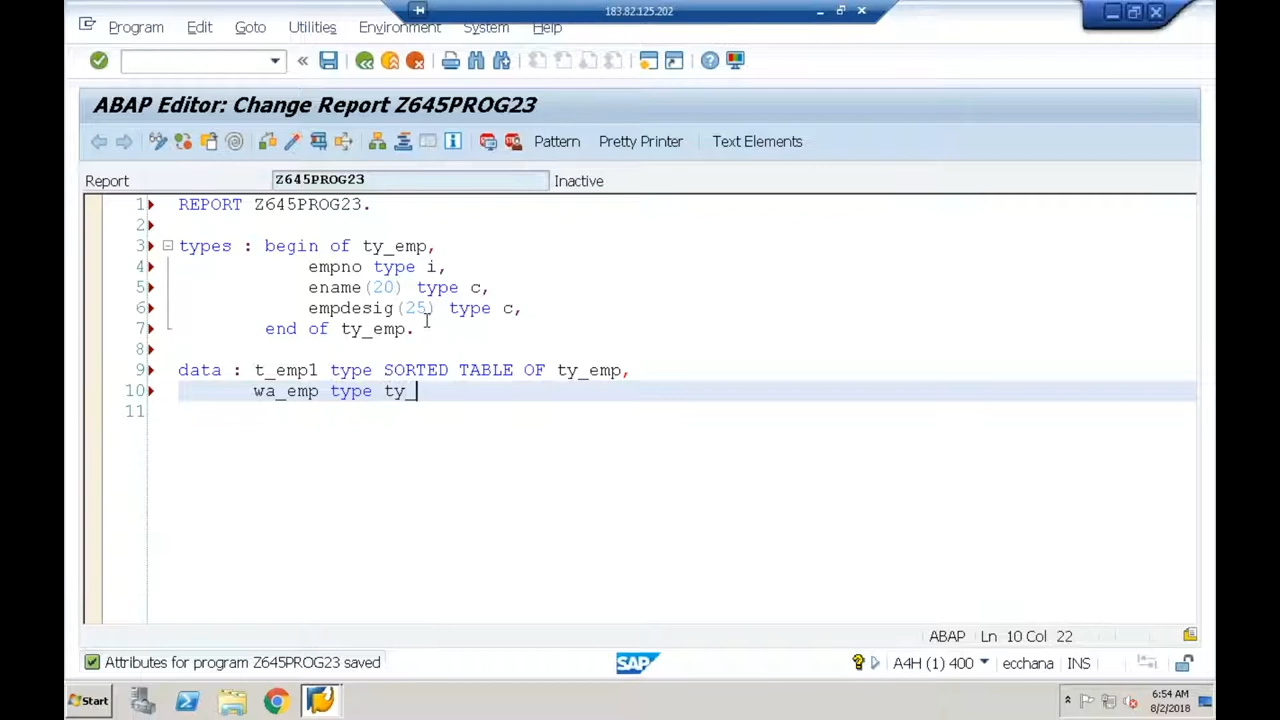 183.82.125.202
Program Edit Goto Utilities Environment System Help
ABAP Editor: Change Report Z645PROG23
Pattern Pretty Printer Text Elements
Report Z645PROG23 Inactive
1 REPORT Z645PROG23.
2
3 types : begin of ty_emp,
4 empno type i,
5 ename(20) type c,
6 empdesig(25) type c,
7 end of ty_emp.
8
9 data : t_emp1 type SORTED TABLE OF ty_emp,
10 wa_emp type ty_
11
ABAP Ln 10 Col 22
Attributes for program Z645PROG23 saved
SAP
A4H (1) 400 ecchana INS
Start
6:54 AM
8/2/2018